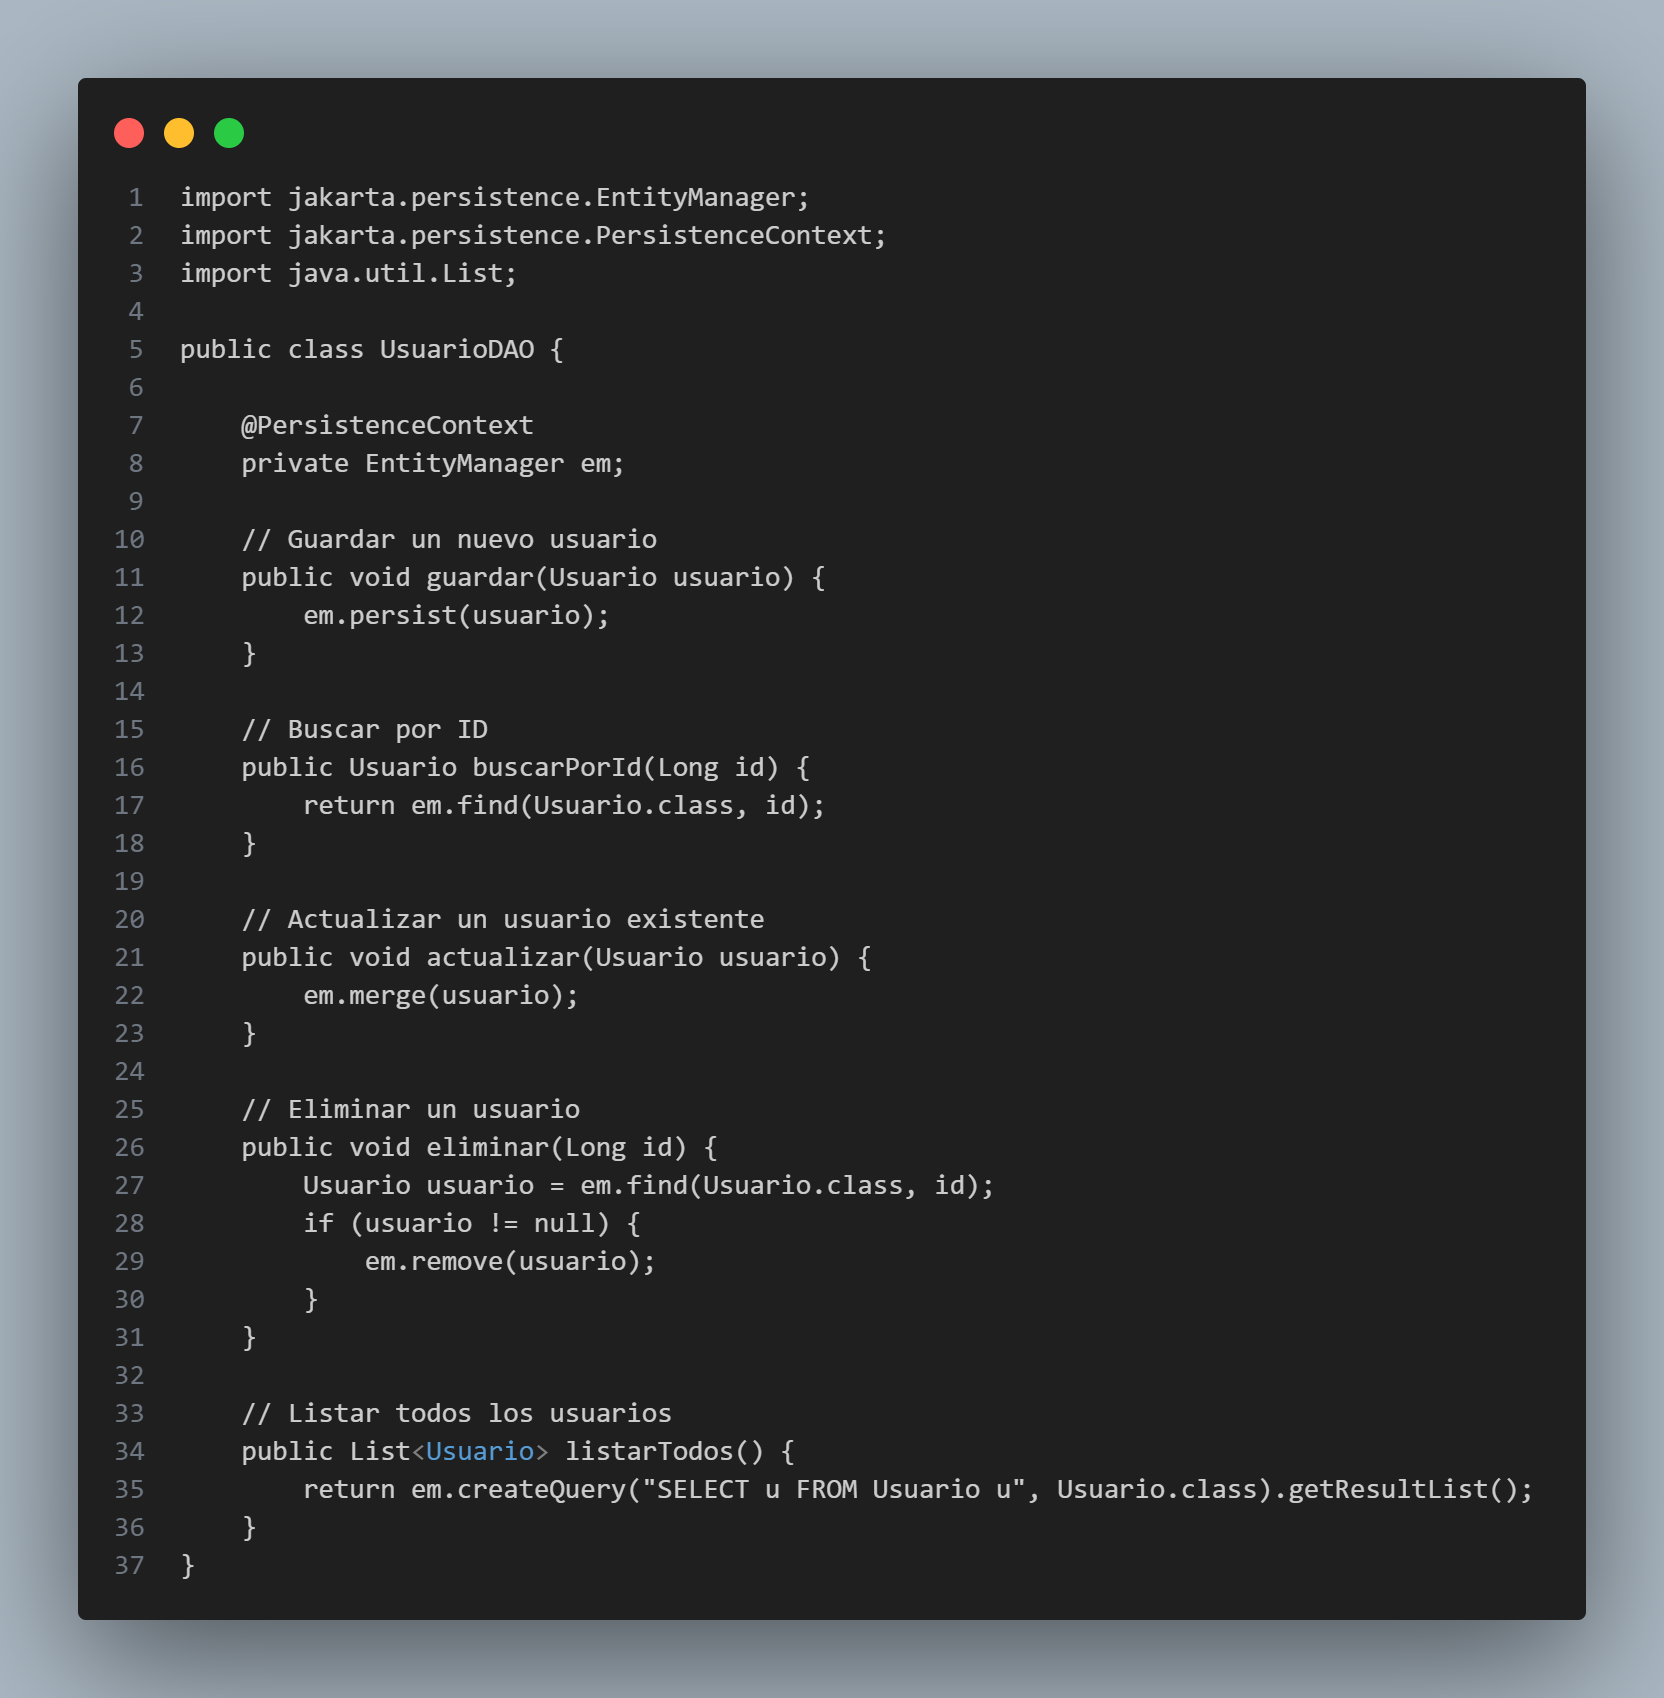 1 import jakarta.persistence.EntityManager;
2 import jakarta.persistence.PersistenceContext;
3 import java.util.List;
4
5 public class UsuarioDAO {
6
7     @PersistenceContext
8     private EntityManager em;
9
10     // Guardar un nuevo usuario
11     public void guardar(Usuario usuario) {
12         em.persist(usuario);
13     }
14
15     // Buscar por ID
16     public Usuario buscarPorId(Long id) {
17         return em.find(Usuario.class, id);
18     }
19
20     // Actualizar un usuario existente
21     public void actualizar(Usuario usuario) {
22         em.merge(usuario);
23     }
24
25     // Eliminar un usuario
26     public void eliminar(Long id) {
27         Usuario usuario = em.find(Usuario.class, id);
28         if (usuario != null) {
29             em.remove(usuario);
30         }
31     }
32
33     // Listar todos los usuarios
34     public List<Usuario> listarTodos() {
35         return em.createQuery("SELECT u FROM Usuario u", Usuario.class).getResultList();
36     }
37 }